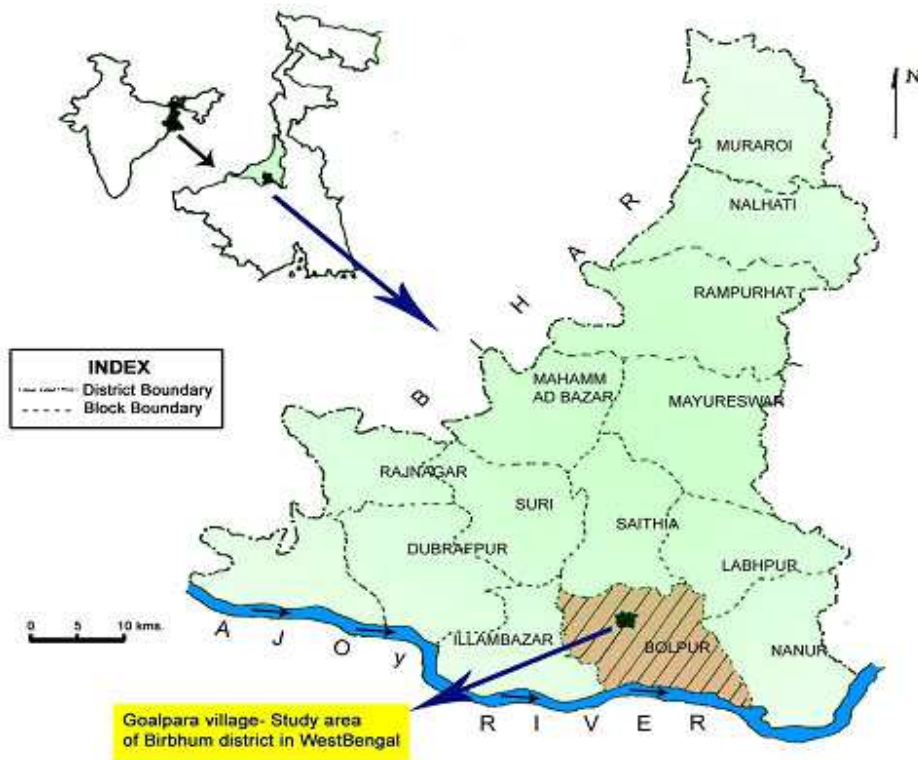 N
MURAROI
NALHATI
RAMPURHAT
B I H A R
MAHAMM
AD BAZAR
MAYURESWAR
INDEX
District Boundary
Block Boundary
RAJNAGAR
SURI
SAITHIA
DUBRAFPUR
LABHPUR
ILLAMBAZAR
BOLPUR
NANUR
0 5 10 kms.
A J O y
R I V E R
Goalpara village- Study area
of Birbhum district in WestBengal